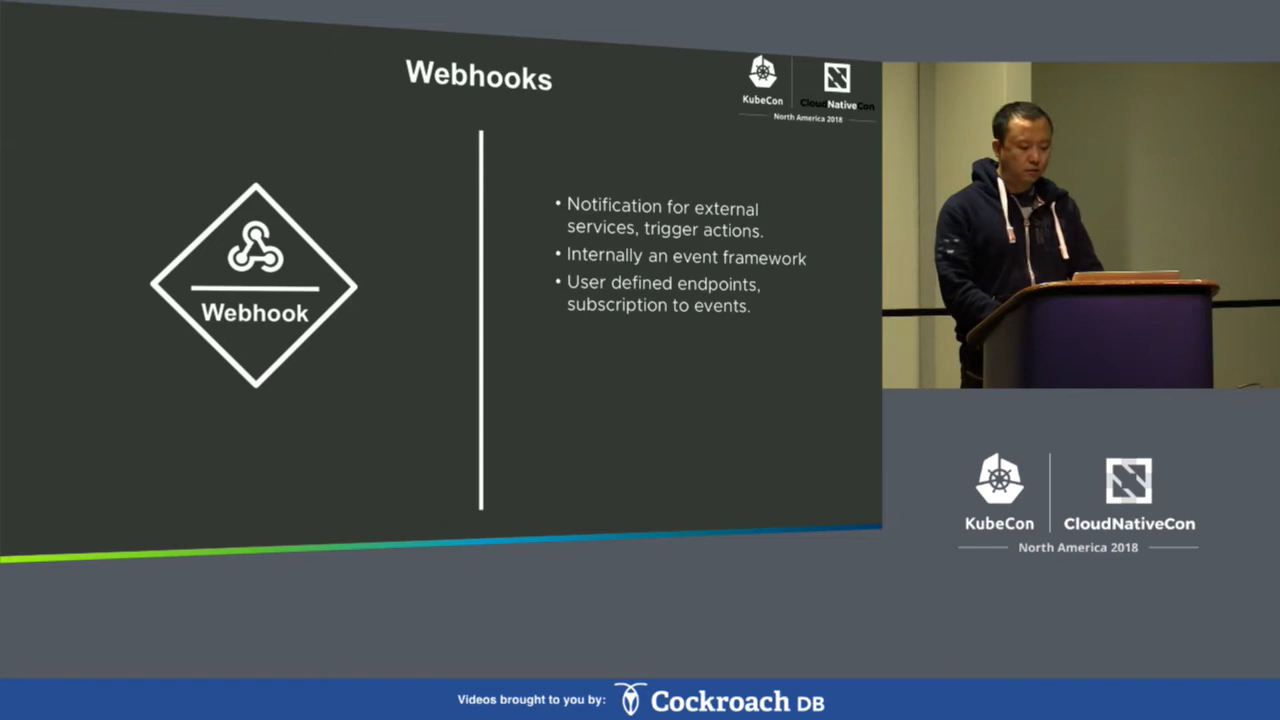 Webhooks
KubeCon
CloudNativeCon
North America 2018
Webhook
• Notification for external
services, trigger actions.
• Internally an event framework
• User defined endpoints,
subscription to events.
KubeCon
CloudNativeCon
North America 2018
Videos brought to you by:
Cockroach DB